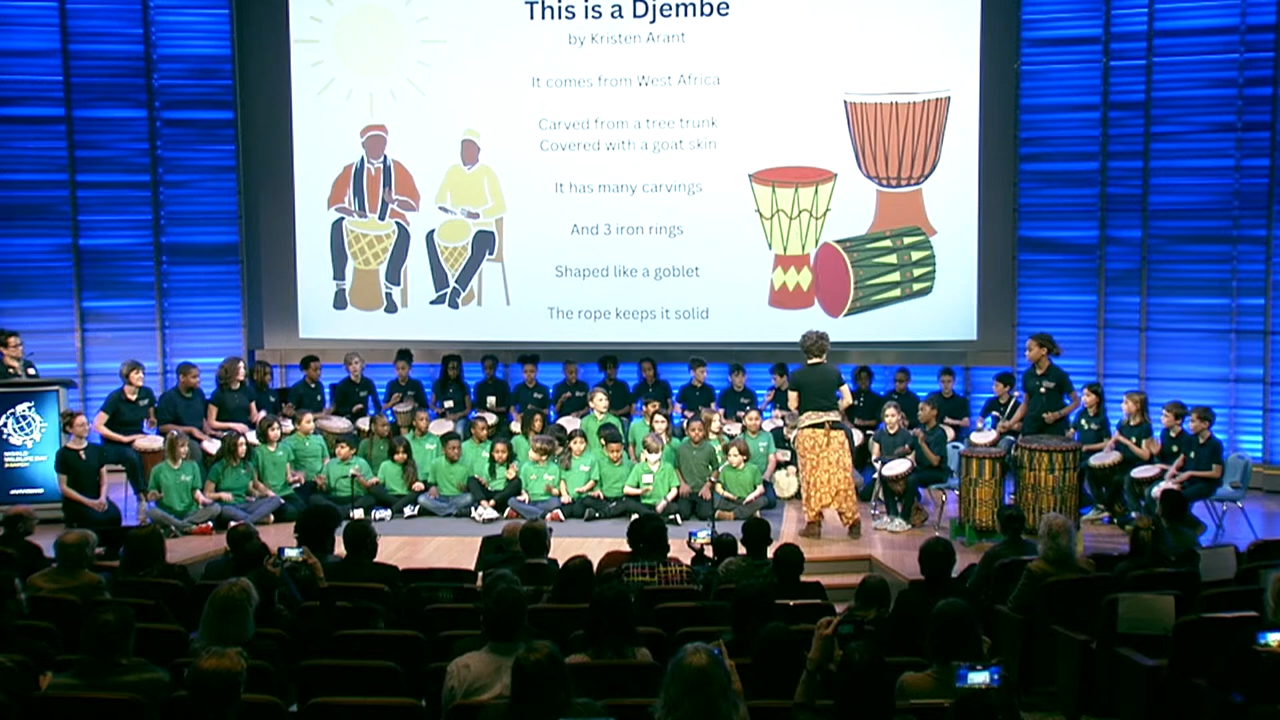 This is a Djembe
by Kristen Arant
It comes from West Africa
Carved from a tree trunk
Covered with a goat skin
It has many carvings
And 3 iron rings
Shaped like a goblet
The rope keeps it solid
WORLD
WILDLIFE DAY